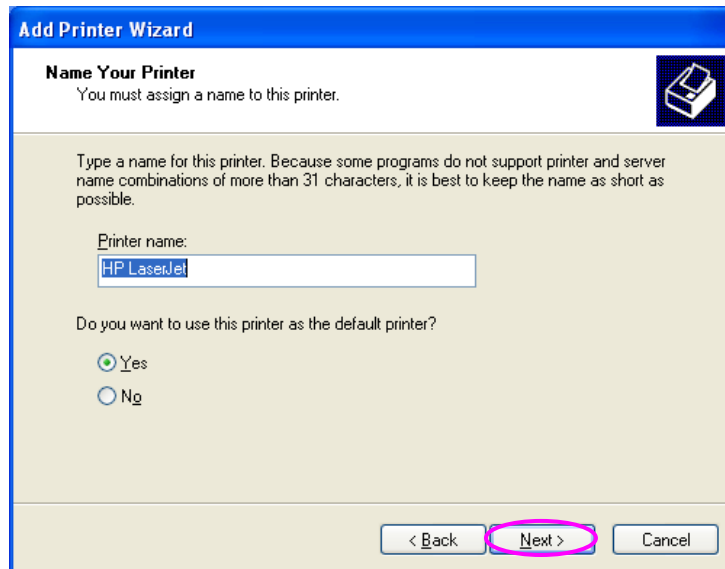 Add Printer Wizard
Name Your Printer
You must assign a name to this printer.
Type a name for this printer. Because some programs do not support printer and server
name combinations of more than 31 characters, it is best to keep the name as short as
possible.
Printer name:
HP LaserJet
Do you want to use this printer as the default printer?
Yes
No
< Back Next > Cancel